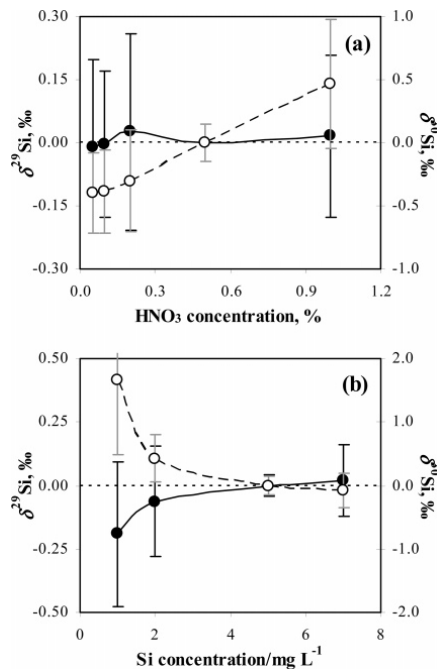 0.30 1.0
(a)
0.15 0.5
0.00 0.0
-0.15 -0.5
-0.30 -1.0
δ²⁹Si, ‰
δ³⁰Si, ‰
0.0 0.3 0.6 0.9 1.2
HNO₃ concentration, %
0.50 2.0
(b)
0.25 1.0
0.00 0.0
-0.25 -1.0
-0.50 -2.0
δ²⁹Si, ‰
δ³⁰Si, ‰
0 2 4 6 8
Si concentration/mg L⁻¹